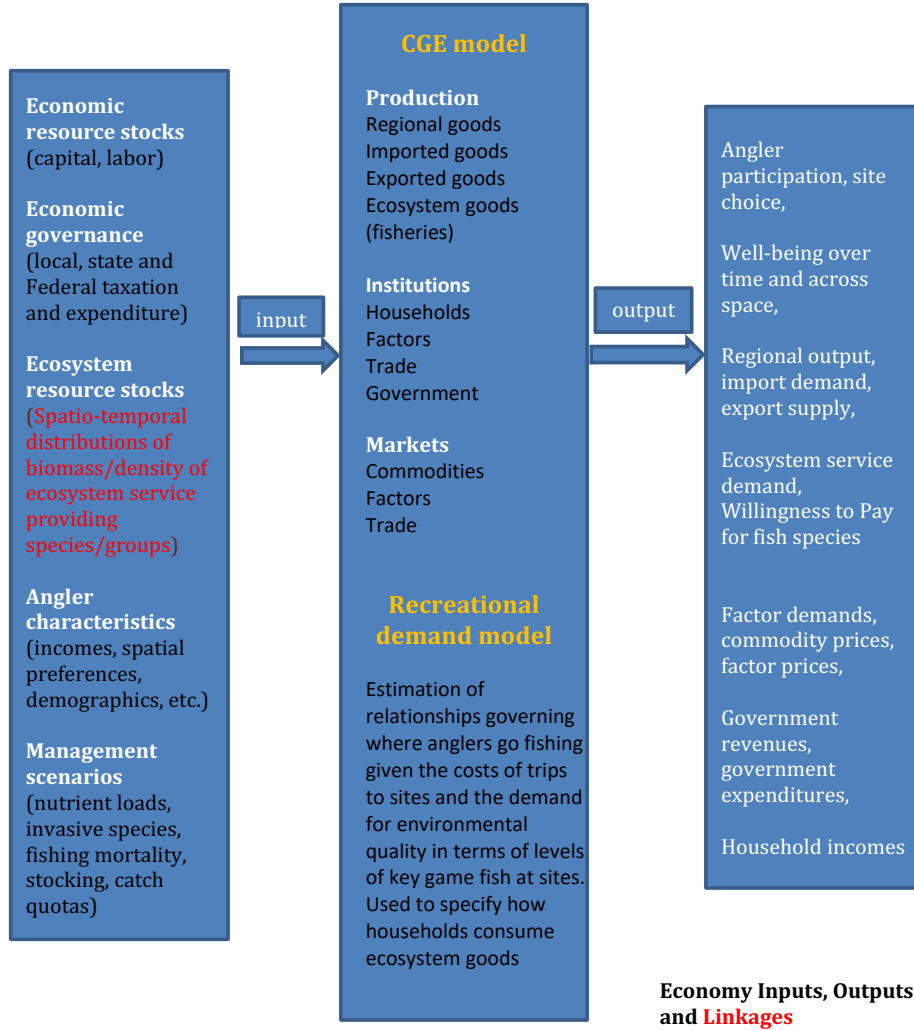 Economic
resource stocks
(capital, labor)
Economic
governance
(local, state and
Federal taxation
and expenditure)
Ecosystem
resource stocks
(Spatio-temporal
distributions of
biomass/density of
ecosystem service
providing
species/groups)
Angler
characteristics
(incomes, spatial
preferences,
demographics, etc.)
Management
scenarios
(nutrient loads,
invasive species,
fishing mortality,
stocking, catch
quotas)
input
CGE model
Production
Regional goods
Imported goods
Exported goods
Ecosystem goods
(fisheries)
Institutions
Households
Factors
Trade
Government
Markets
Commodities
Factors
Trade
Recreational
demand model
Estimation of
relationships governing
where anglers go fishing
given the costs of trips
to sites and the demand
for environmental
quality in terms of levels
of key game fish at sites.
Used to specify how
households consume
ecosystem goods
output
Angler
participation, site
choice,
Well-being over
time and across
space,
Regional output,
import demand,
export supply,
Ecosystem service
demand,
Willingness to Pay
for fish species
Factor demands,
commodity prices,
factor prices,
Government
revenues,
government
expenditures,
Household incomes
Economy Inputs, Outputs
and Linkages